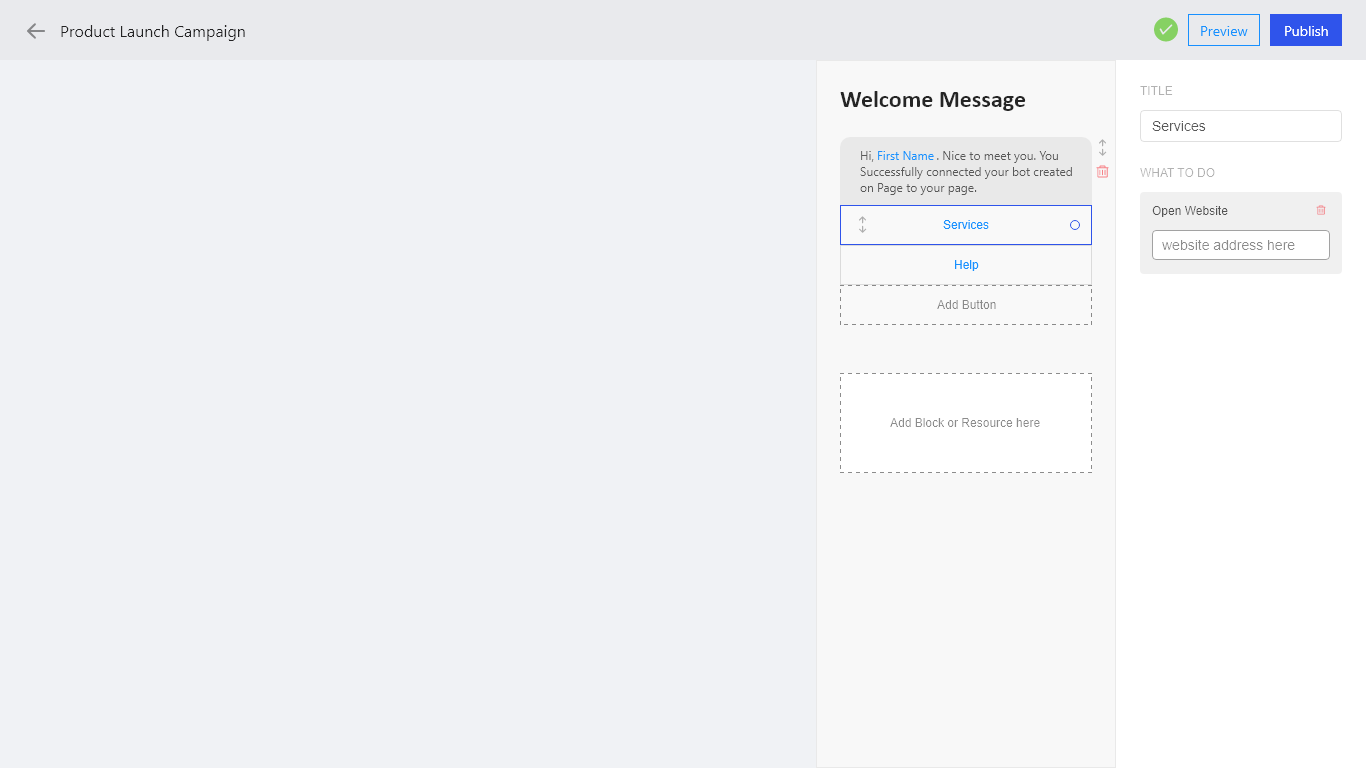 Product Launch Campaign
Preview
Publish
Welcome Message
Hi, First Name . Nice to meet you. You
Successfully connected your bot created
on Page to your page.
Services
Help
Add Button
Add Block or Resource here
TITLE
Services
WHAT TO DO
Open Website
website address here